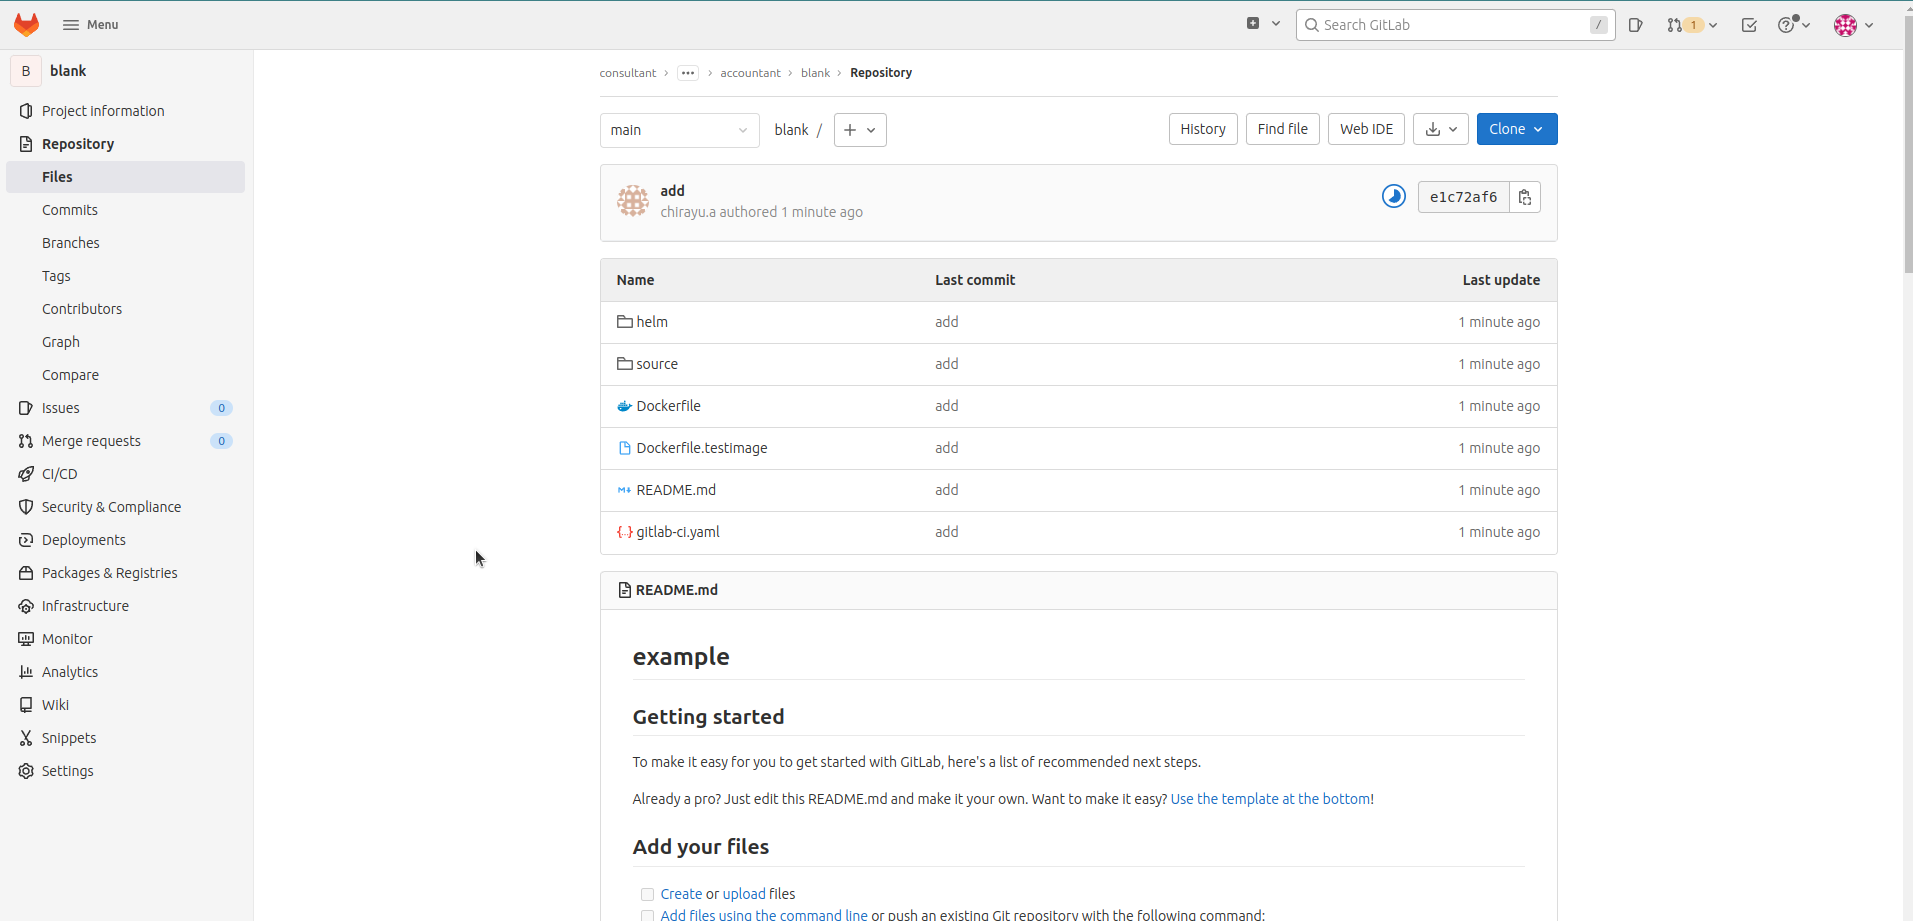 Menu
Search GitLab /
1
B blank
Project information
Repository
Files
Commits
Branches
Tags
Contributors
Graph
Compare
Issues 0
Merge requests 0
CI/CD
Security & Compliance
Deployments
Packages & Registries
Infrastructure
Monitor
Analytics
Wiki
Snippets
Settings
consultant › ... › accountant › blank › Repository
main blank / + History Find file Web IDE Clone
add
chirayu.a authored 1 minute ago
e1c72af6
Name Last commit Last update
helm add 1 minute ago
source add 1 minute ago
Dockerfile add 1 minute ago
Dockerfile.testimage add 1 minute ago
README.md add 1 minute ago
gitlab-ci.yaml add 1 minute ago
README.md
example
Getting started
To make it easy for you to get started with GitLab, here's a list of recommended next steps.
Already a pro? Just edit this README.md and make it your own. Want to make it easy? Use the template at the bottom!
Add your files
Create or upload files
Add files using the command line or push an existing Git repository with the following command: